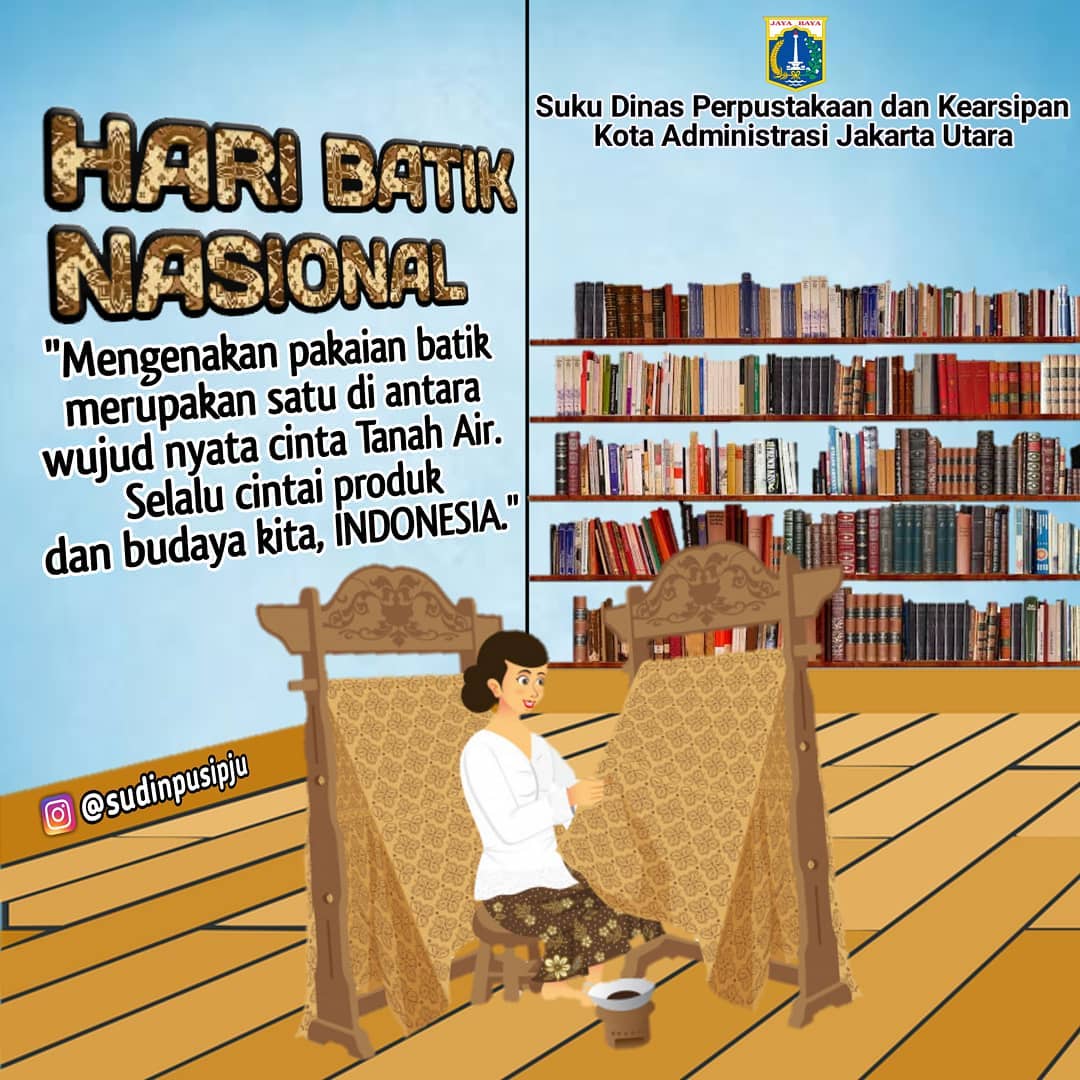 JAYA RAYA
Suku Dinas Perpustakaan dan Kearsipan
Kota Administrasi Jakarta Utara
HARI BATIK
NASIONAL
"Mengenakan pakaian batik
merupakan satu di antara
wujud nyata cinta Tanah Air.
Selalu cintai produk
dan budaya kita, INDONESIA."
@sudinpusipju